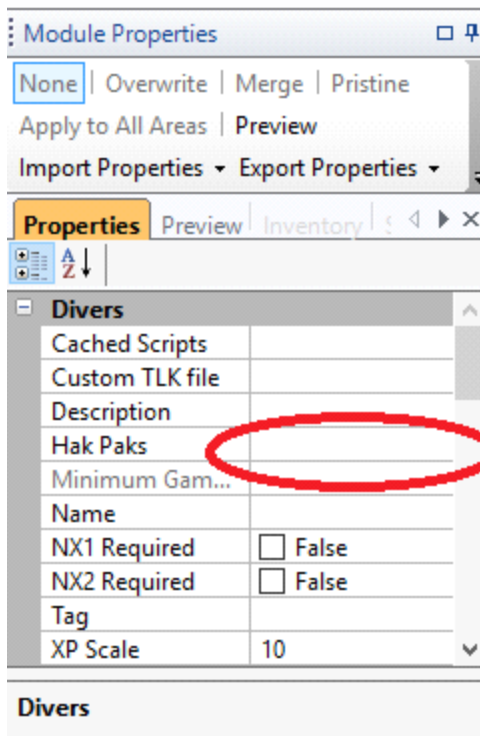 Module Properties
None Overwrite Merge Pristine
Apply to All Areas Preview
Import Properties Export Properties
Properties Preview Inventory
A
Z
Divers
Cached Scripts
Custom TLK file
Description
Hak Paks
Minimum Gam...
Name
NX1 Required False
NX2 Required False
Tag
XP Scale 10
Divers